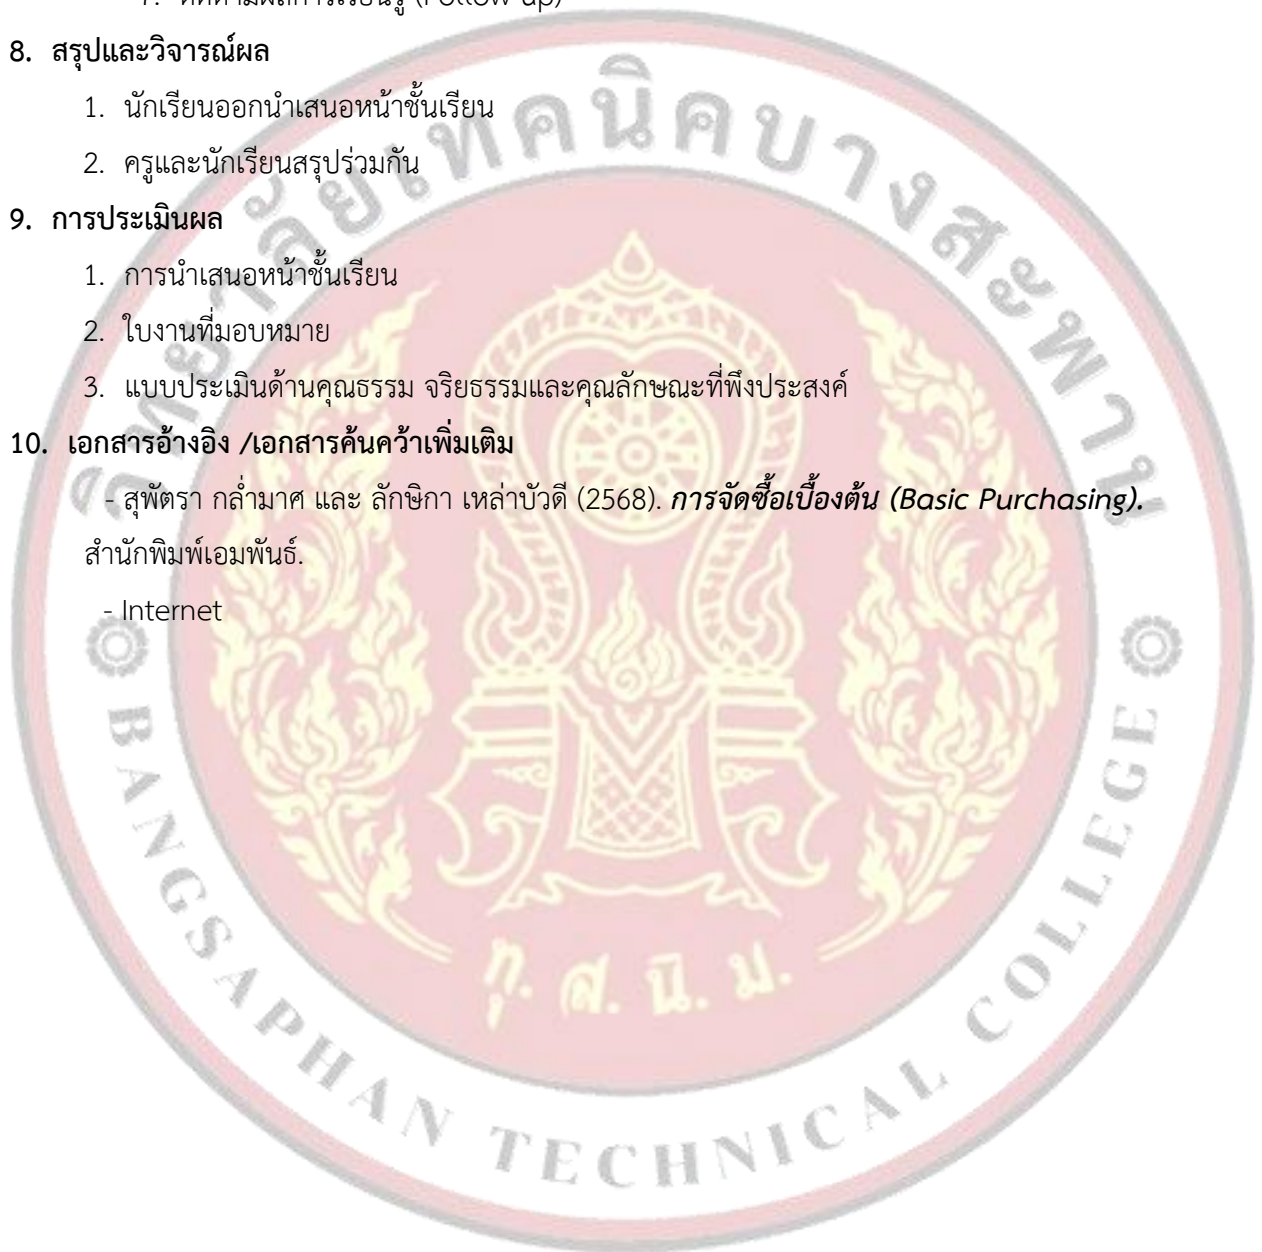 (Follow up)
8. สรุปและวิจารณ์ผล
1. นักเรียนออกนำเสนอหน้าชั้นเรียน
2. ครูและนักเรียนสรุปร่วมกัน
9. การประเมินผล
1. การนำเสนอหน้าชั้นเรียน
2. ใบงานที่มอบหมาย
3. แบบประเมินด้านคุณธรรม จริยธรรมและคุณลักษณะที่พึงประสงค์
10. เอกสารอ้างอิง /เอกสารค้นคว้าเพิ่มเติม
- สุพัตรา กล่ำมาศ และ ลักษิกา เหล่าบัวดี (2568). การจัดซื้อเบื้องต้น (Basic Purchasing).
สำนักพิมพ์เอมพันธ์.
- Internet
วิทยาลัยเทคนิคบางสะพาน
ทุ. ส. นิ. ม.
BANGSAPHAN TECHNICAL COLLEGE